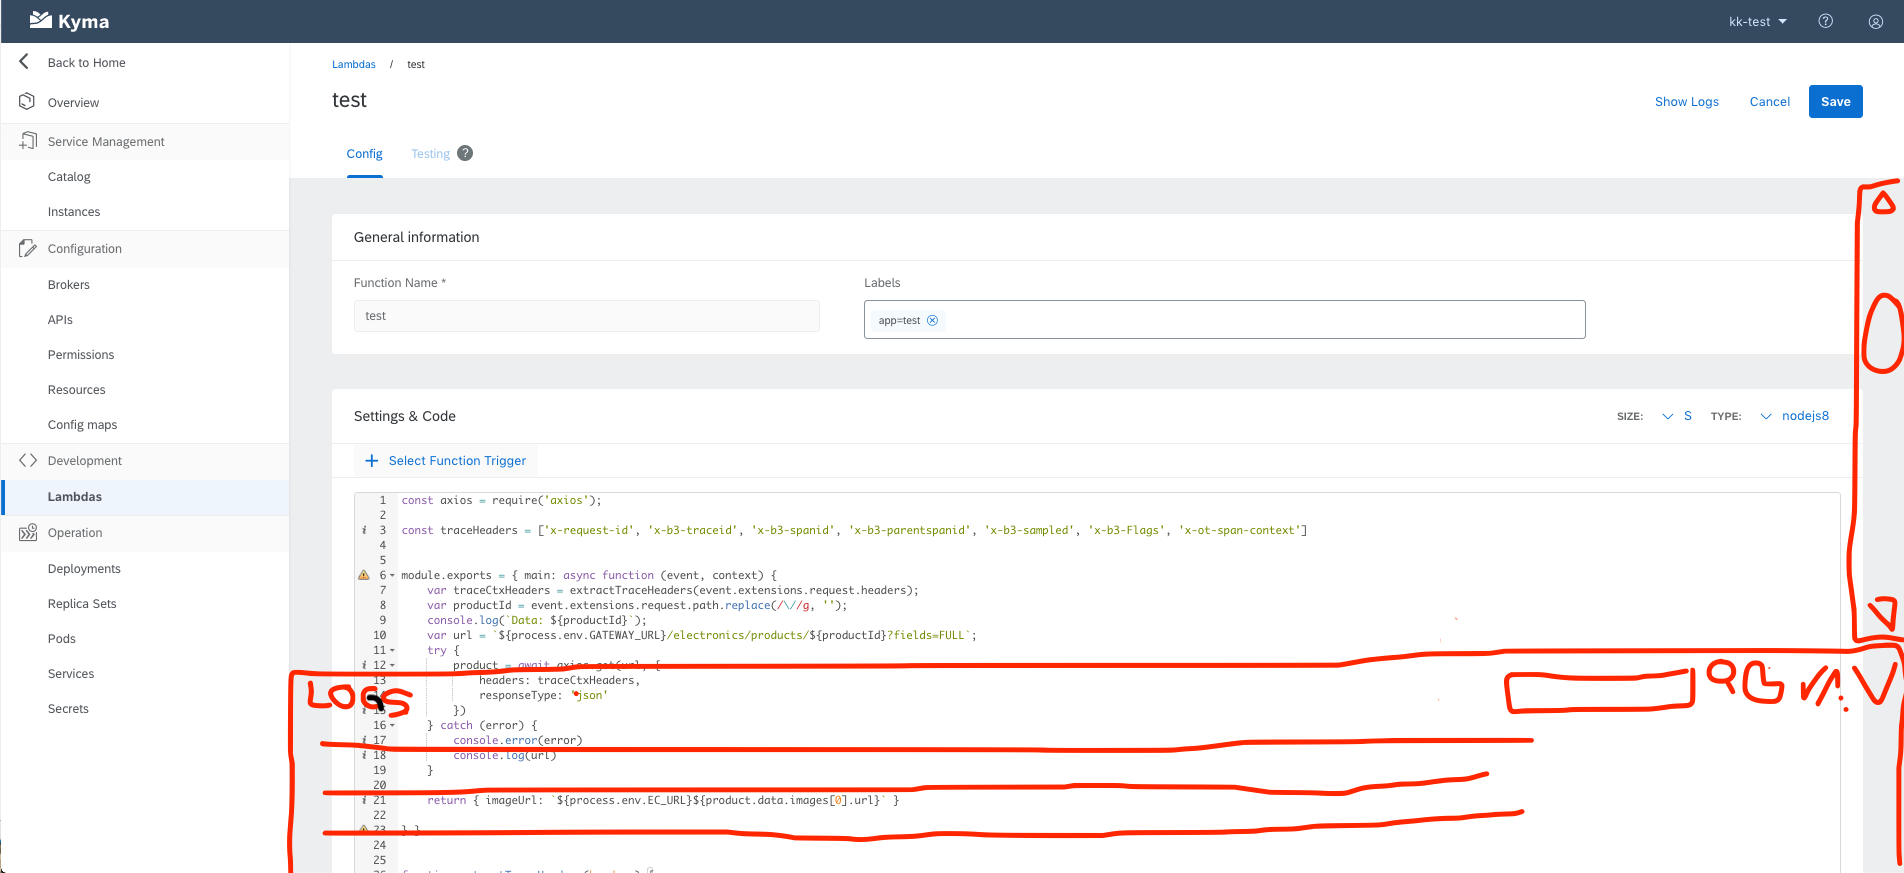 Kyma
kk-test
Back to Home
Overview
Service Management
Catalog
Instances
Configuration
Brokers
APIs
Permissions
Resources
Config maps
Development
Lambdas
Operation
Deployments
Replica Sets
Pods
Services
Secrets
Lambdas / test
test
Show Logs Cancel Save
Config Testing ?
General information
Function Name * Labels
test app=test
Settings & Code SIZE: S TYPE: nodejs8
+ Select Function Trigger
1 const axios = require('axios');
2
3 const traceHeaders = ['x-request-id', 'x-b3-traceid', 'x-b3-spanid', 'x-b3-parentspanid', 'x-b3-sampled', 'x-b3-Flags', 'x-ot-span-context']
4
5
6 module.exports = { main: async function (event, context) {
7 var traceCtxHeaders = extractTraceHeaders(event.extensions.request.headers);
8 var productId = event.extensions.request.path.replace(/\//g, '');
9 console.log(`Data: ${productId}`);
10 var url = `${process.env.GATEWAY_URL}/electronics/products/${productId}?fields=FULL`;
11 try {
12 product = await axios.get(url, {
13 headers: traceCtxHeaders,
14 responseType: 'json'
15 })
16 } catch (error) {
17 console.error(error)
18 console.log(url)
19 }
20
21 return { imageUrl: `${process.env.EC_URL}${product.data.images[0].url}` }
22
23 } }
24
25
LOGS